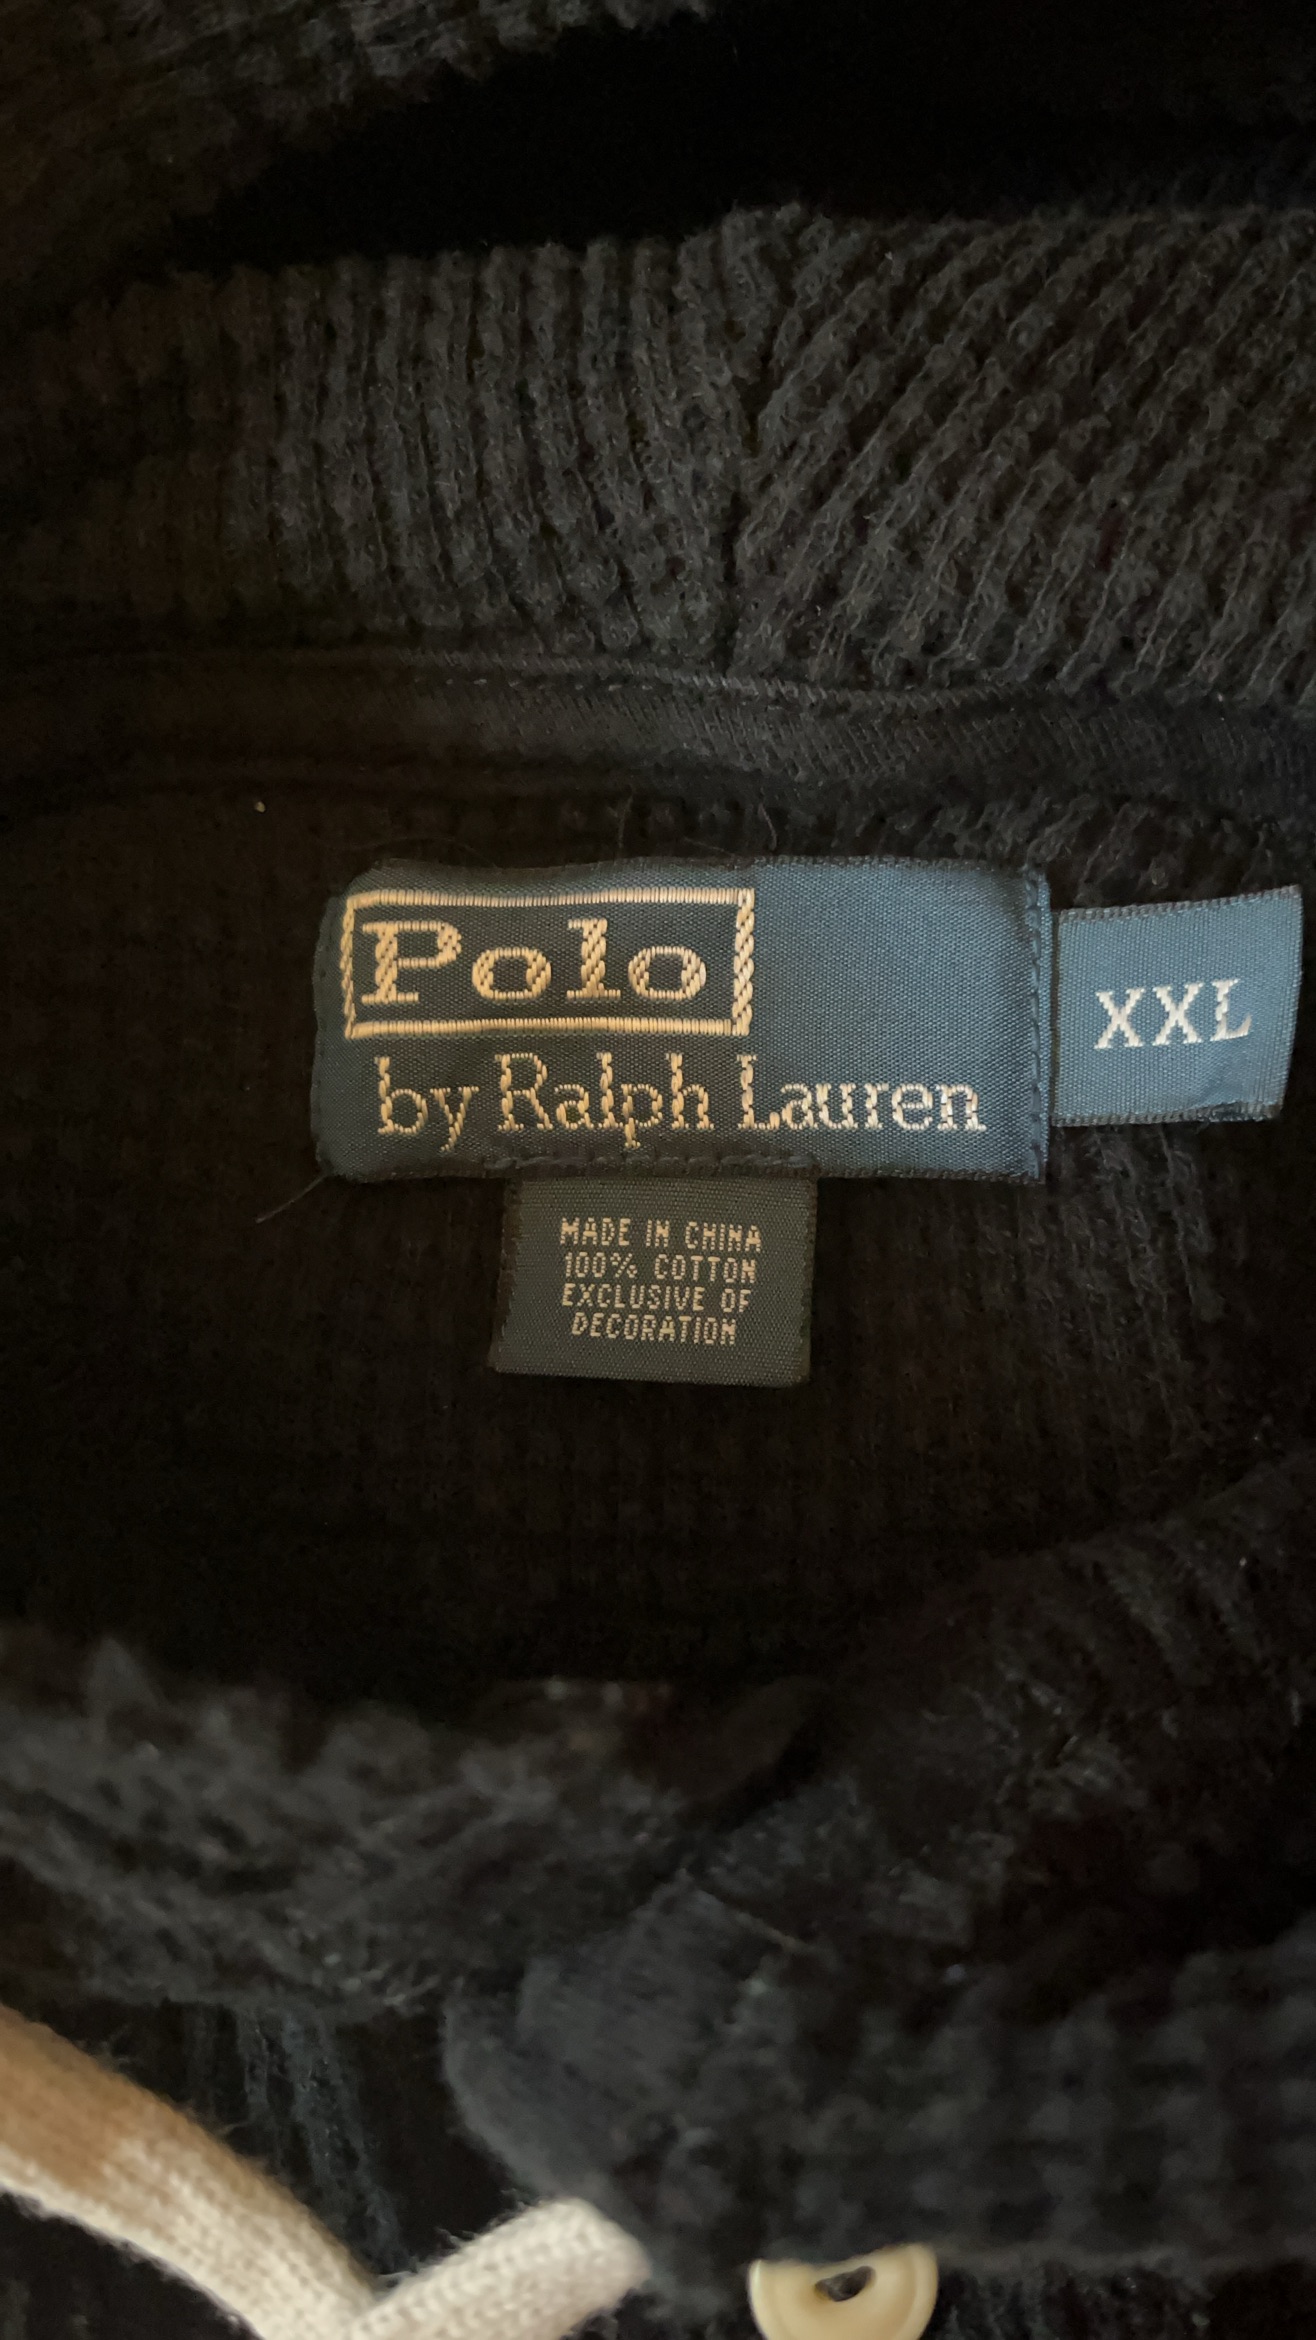 Polo
by Ralph Lauren
XXL
MADE IN CHINA
100% COTTON
EXCLUSIVE OF
DECORATION